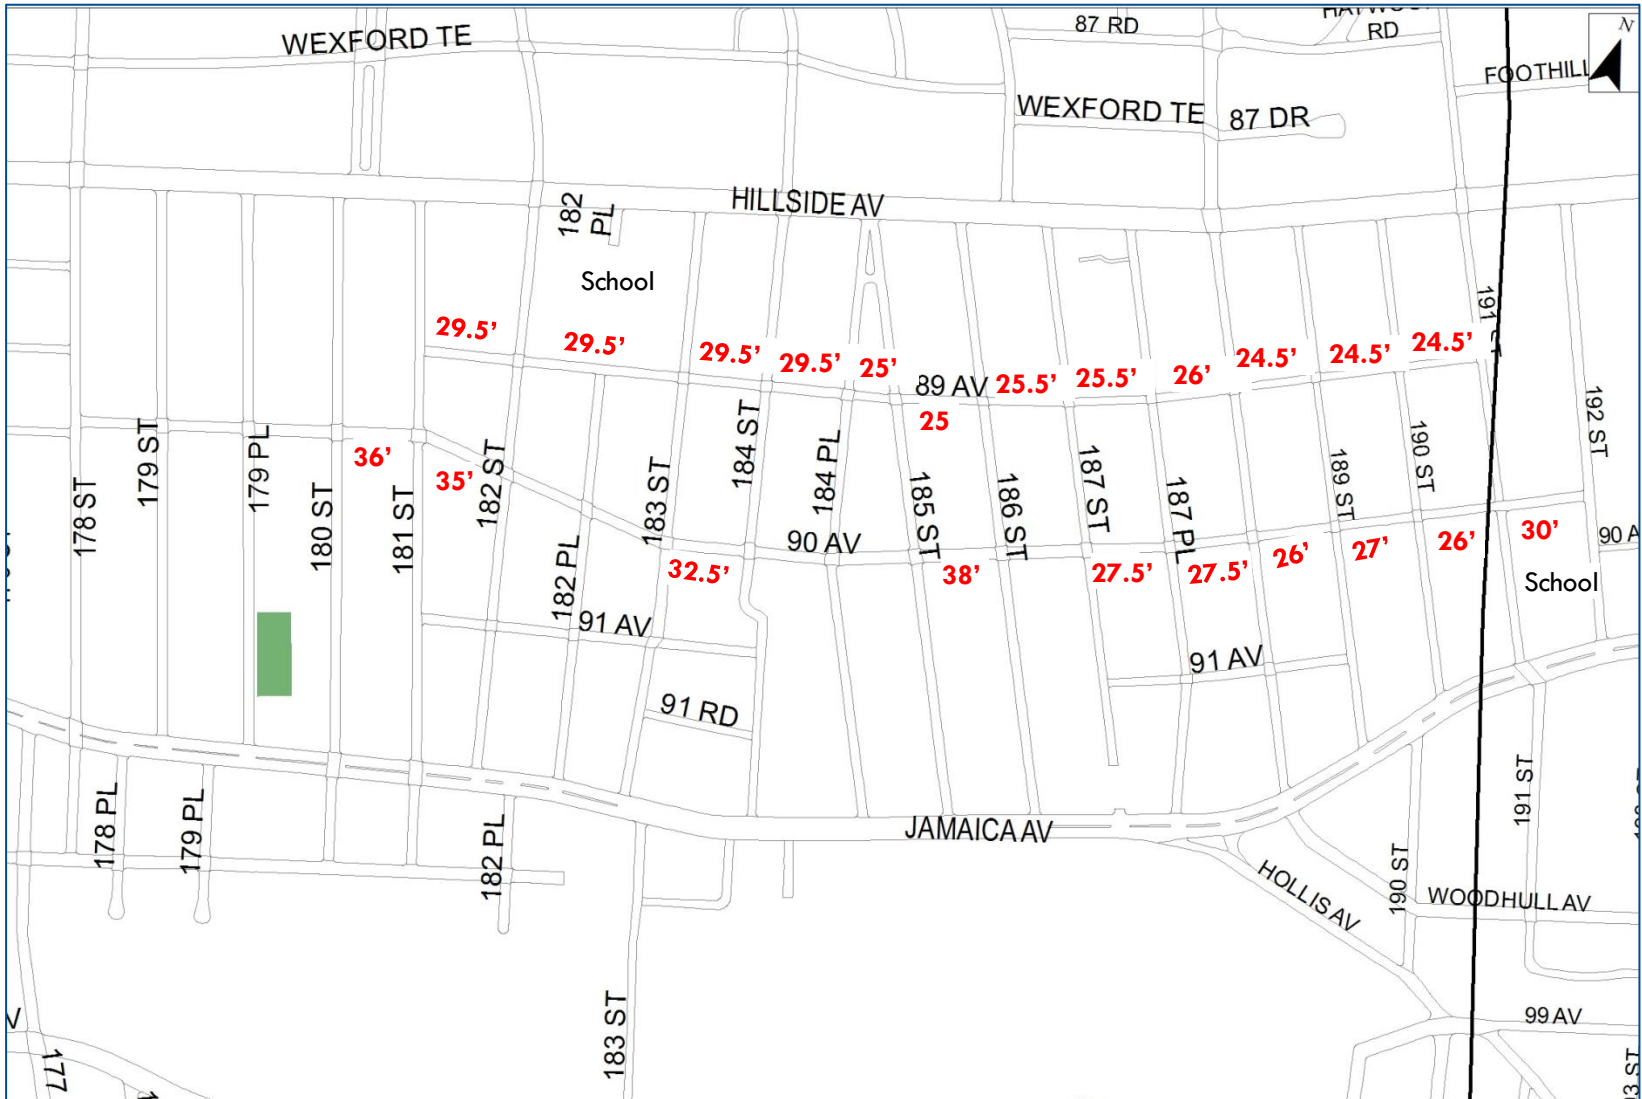 WEXFORD TE
87 RD
RD
N
FOOTHILL
WEXFORD TE
87 DR
HILLSIDE AV
182
PL
School
191 ST
29.5'
29.5'
29.5'
29.5'
25'
89 AV
25
25.5'
25.5'
26'
24.5'
24.5'
24.5'
192 ST
178 ST
179 ST
179 PL
180 ST
36'
181 ST
35'
182 ST
182 PL
183 ST
184 ST
184 PL
185 ST
186 ST
187 ST
187 PL
189 ST
190 ST
90 AV
32.5'
38'
27.5'
27.5'
26'
27'
26'
30'
90 A
School
91 AV
91 AV
91 RD
178 PL
179 PL
182 PL
JAMAICA AV
191 ST
190 ST
HOLLIS AV
WOODHULL AV
183 ST
99 AV
177
3 ST
V